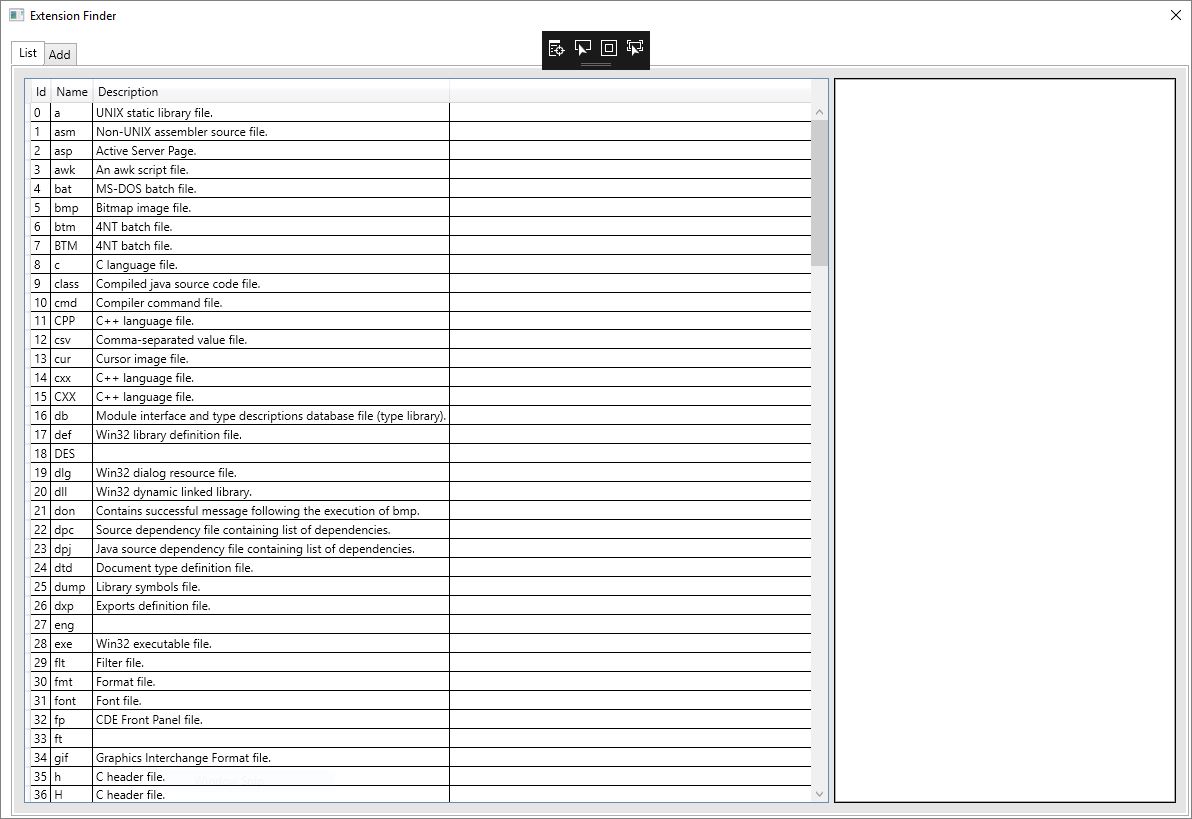 Extension Finder
List Add
Id Name Description
0 a UNIX static library file.
1 asm Non-UNIX assembler source file.
2 asp Active Server Page.
3 awk An awk script file.
4 bat MS-DOS batch file.
5 bmp Bitmap image file.
6 btm 4NT batch file.
7 BTM 4NT batch file.
8 c C language file.
9 class Compiled java source code file.
10 cmd Compiler command file.
11 CPP C++ language file.
12 csv Comma-separated value file.
13 cur Cursor image file.
14 cxx C++ language file.
15 CXX C++ language file.
16 db Module interface and type descriptions database file (type library).
17 def Win32 library definition file.
18 DES
19 dlg Win32 dialog resource file.
20 dll Win32 dynamic linked library.
21 don Contains successful message following the execution of bmp.
22 dpc Source dependency file containing list of dependencies.
23 dpj Java source dependency file containing list of dependencies.
24 dtd Document type definition file.
25 dump Library symbols file.
26 dxp Exports definition file.
27 eng
28 exe Win32 executable file.
29 flt Filter file.
30 fmt Format file.
31 font Font file.
32 fp CDE Front Panel file.
33 ft
34 gif Graphics Interchange Format file.
35 h C header file.
Window Snip
36 H C header file.